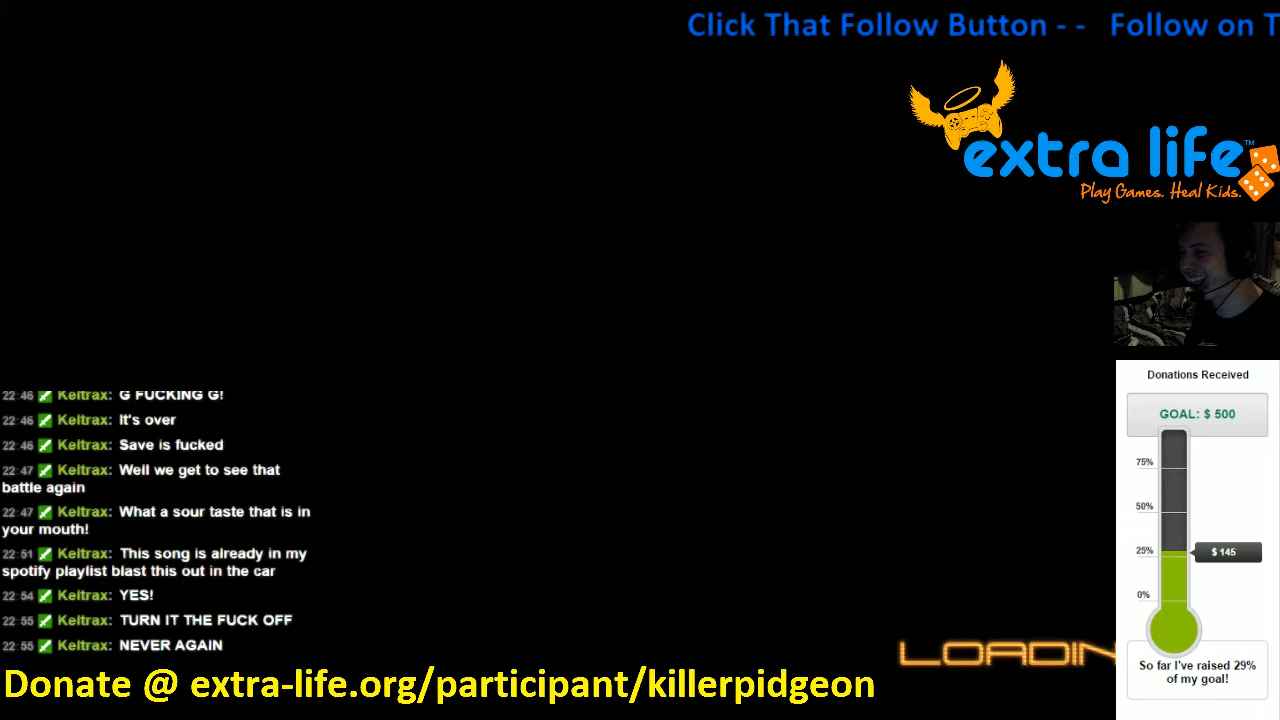 Click That Follow Button - -   Follow on T
extra life™
Play Games. Heal Kids.
Donations Received
GOAL: $ 500
75%
50%
25%
$ 145
0%
So far I've raised 29%
of my goal!
22:46 Keltrax: G FUCKING G!
22:46 Keltrax: It's over
22:46 Keltrax: Save is fucked
22:47 Keltrax: Well we get to see that
battle again
22:47 Keltrax: What a sour taste that is in
your mouth!
22:51 Keltrax: This song is already in my
spotify playlist blast this out in the car
22:54 Keltrax: YES!
22:55 Keltrax: TURN IT THE FUCK OFF
22:55 Keltrax: NEVER AGAIN
LOADIN
Donate @ extra-life.org/participant/killerpidgeon